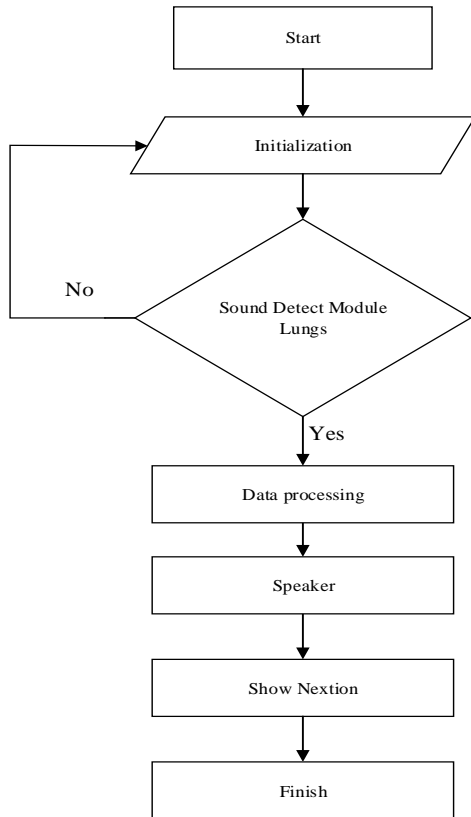 Start
Initialization
Sound Detect Module
Lungs
No
Yes
Data processing
Speaker
Show Nextion
Finish